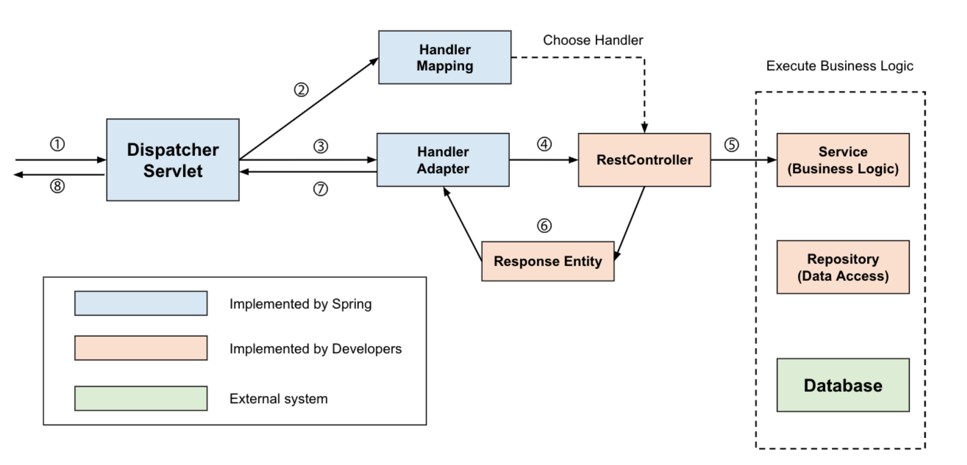 Choose Handler
Handler
Mapping
Execute Business Logic
②
①
Dispatcher
Servlet
③
Handler
Adapter
④
RestController
⑤
Service
(Business Logic)
⑧
⑦
⑥
Response Entity
Repository
(Data Access)
Implemented by Spring
Implemented by Developers
External system
Database